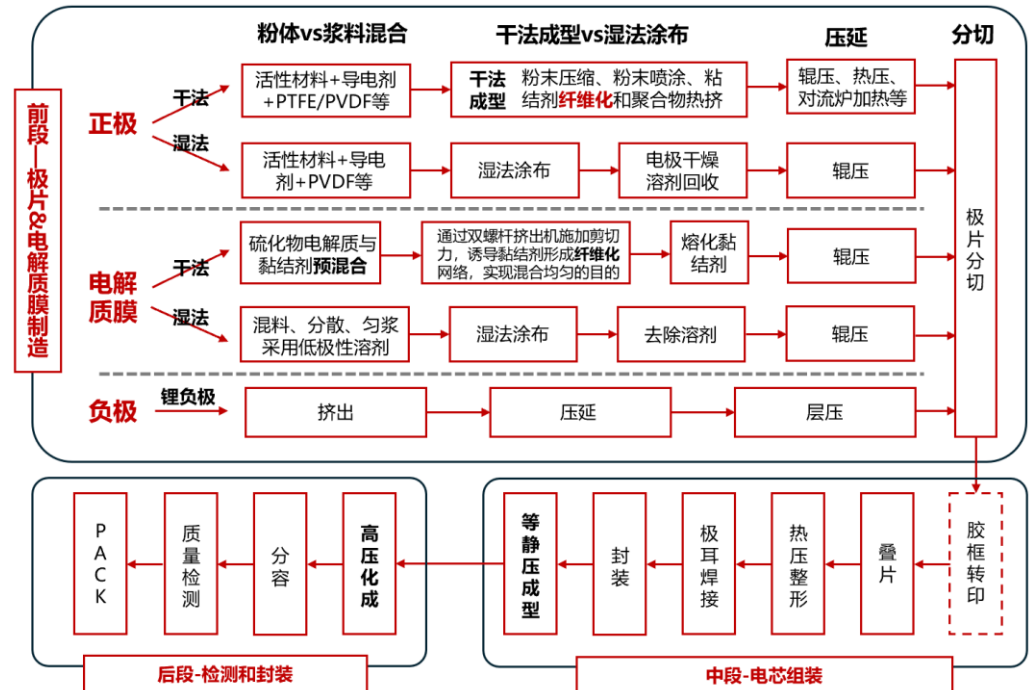 粉体vs浆料混合
干法成型vs湿法涂布
压延
分切
前段—极片&电解质膜制造
正极
干法
活性材料+导电剂
+PTFE/PVDF等
干法
成型
粉末压缩、粉末喷涂、粘
结剂纤维化和聚合物热挤
辊压、热压、
对流炉加热等
湿法
活性材料+导电
剂+PVDF等
湿法涂布
电极干燥
溶剂回收
辊压
极片分切
电解
质膜
干法
硫化物电解质与
黏结剂预混合
通过双螺杆挤出机施加剪切
力，诱导黏结剂形成纤维化
网络，实现混合均匀的目的
熔化黏
结剂
辊压
湿法
混料、分散、匀浆
采用低极性溶剂
湿法涂布
去除溶剂
辊压
负极
锂负极
挤出
压延
层压
PACK
质量检测
分容
高压化成
等静压成型
封装
极耳焊接
热压整形
叠片
胶框转印
后段-检测和封装
中段-电芯组装